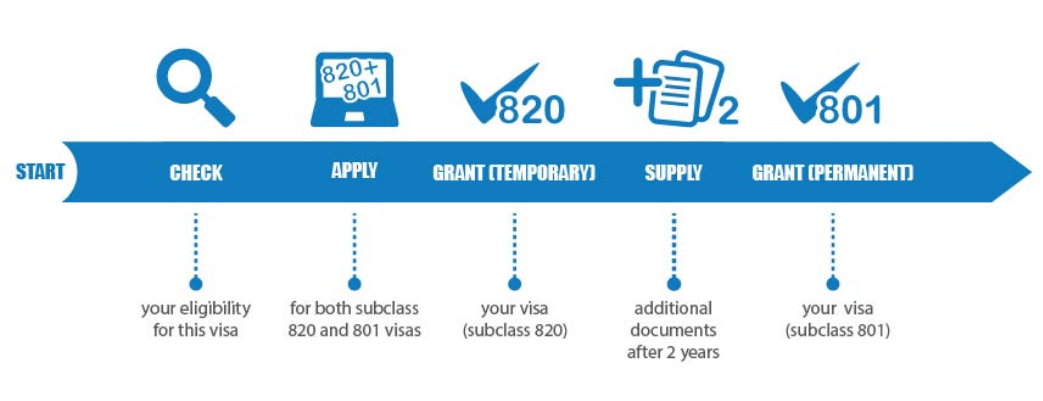 820+
801
820
2
801
START
CHECK
APPLY
GRANT (TEMPORARY)
SUPPLY
GRANT (PERMANENT)
your eligibility
for this visa
for both subclass
820 and 801 visas
your visa
(subclass 820)
additional
documents
after 2 years
your visa
(subclass 801)